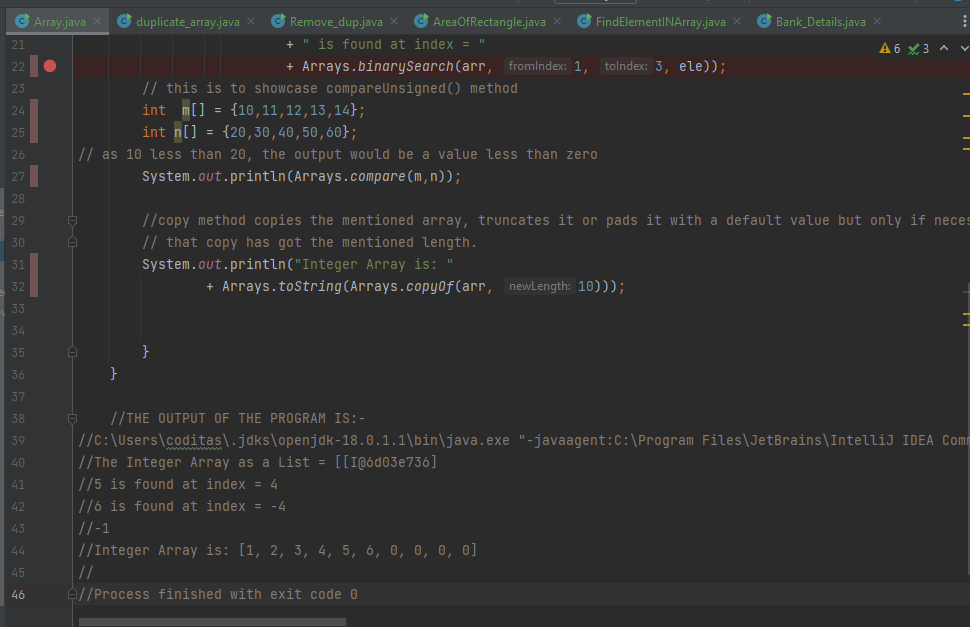 Array.java duplicate_array.java Remove_dup.java AreaOfRectangle.java FindElementINArray.java Bank_Details.java
21 + " is found at index = " 6 3
22 + Arrays.binarySearch(arr, fromIndex: 1, toIndex: 3, ele));
23 // this is to showcase compareUnsigned() method
24 int m[] = {10,11,12,13,14};
25 int n[] = {20,30,40,50,60};
26 // as 10 less than 20, the output would be a value less than zero
27 System.out.println(Arrays.compare(m,n));
28
29 //copy method copies the mentioned array, truncates it or pads it with a default value but only if neces
30 // that copy has got the mentioned length.
31 System.out.println("Integer Array is: "
32 + Arrays.toString(Arrays.copyOf(arr, newLength: 10)));
33
34
35 }
36 }
37
38 //THE OUTPUT OF THE PROGRAM IS:-
39 //C:\Users\coditas\.jdks\openjdk-18.0.1.1\bin\java.exe "-javaagent:C:\Program Files\JetBrains\IntelliJ IDEA Com
40 //The Integer Array as a List = [[I@6d03e736]
41 //5 is found at index = 4
42 //6 is found at index = -4
43 //-1
44 //Integer Array is: [1, 2, 3, 4, 5, 6, 0, 0, 0, 0]
45 //
46 //Process finished with exit code 0